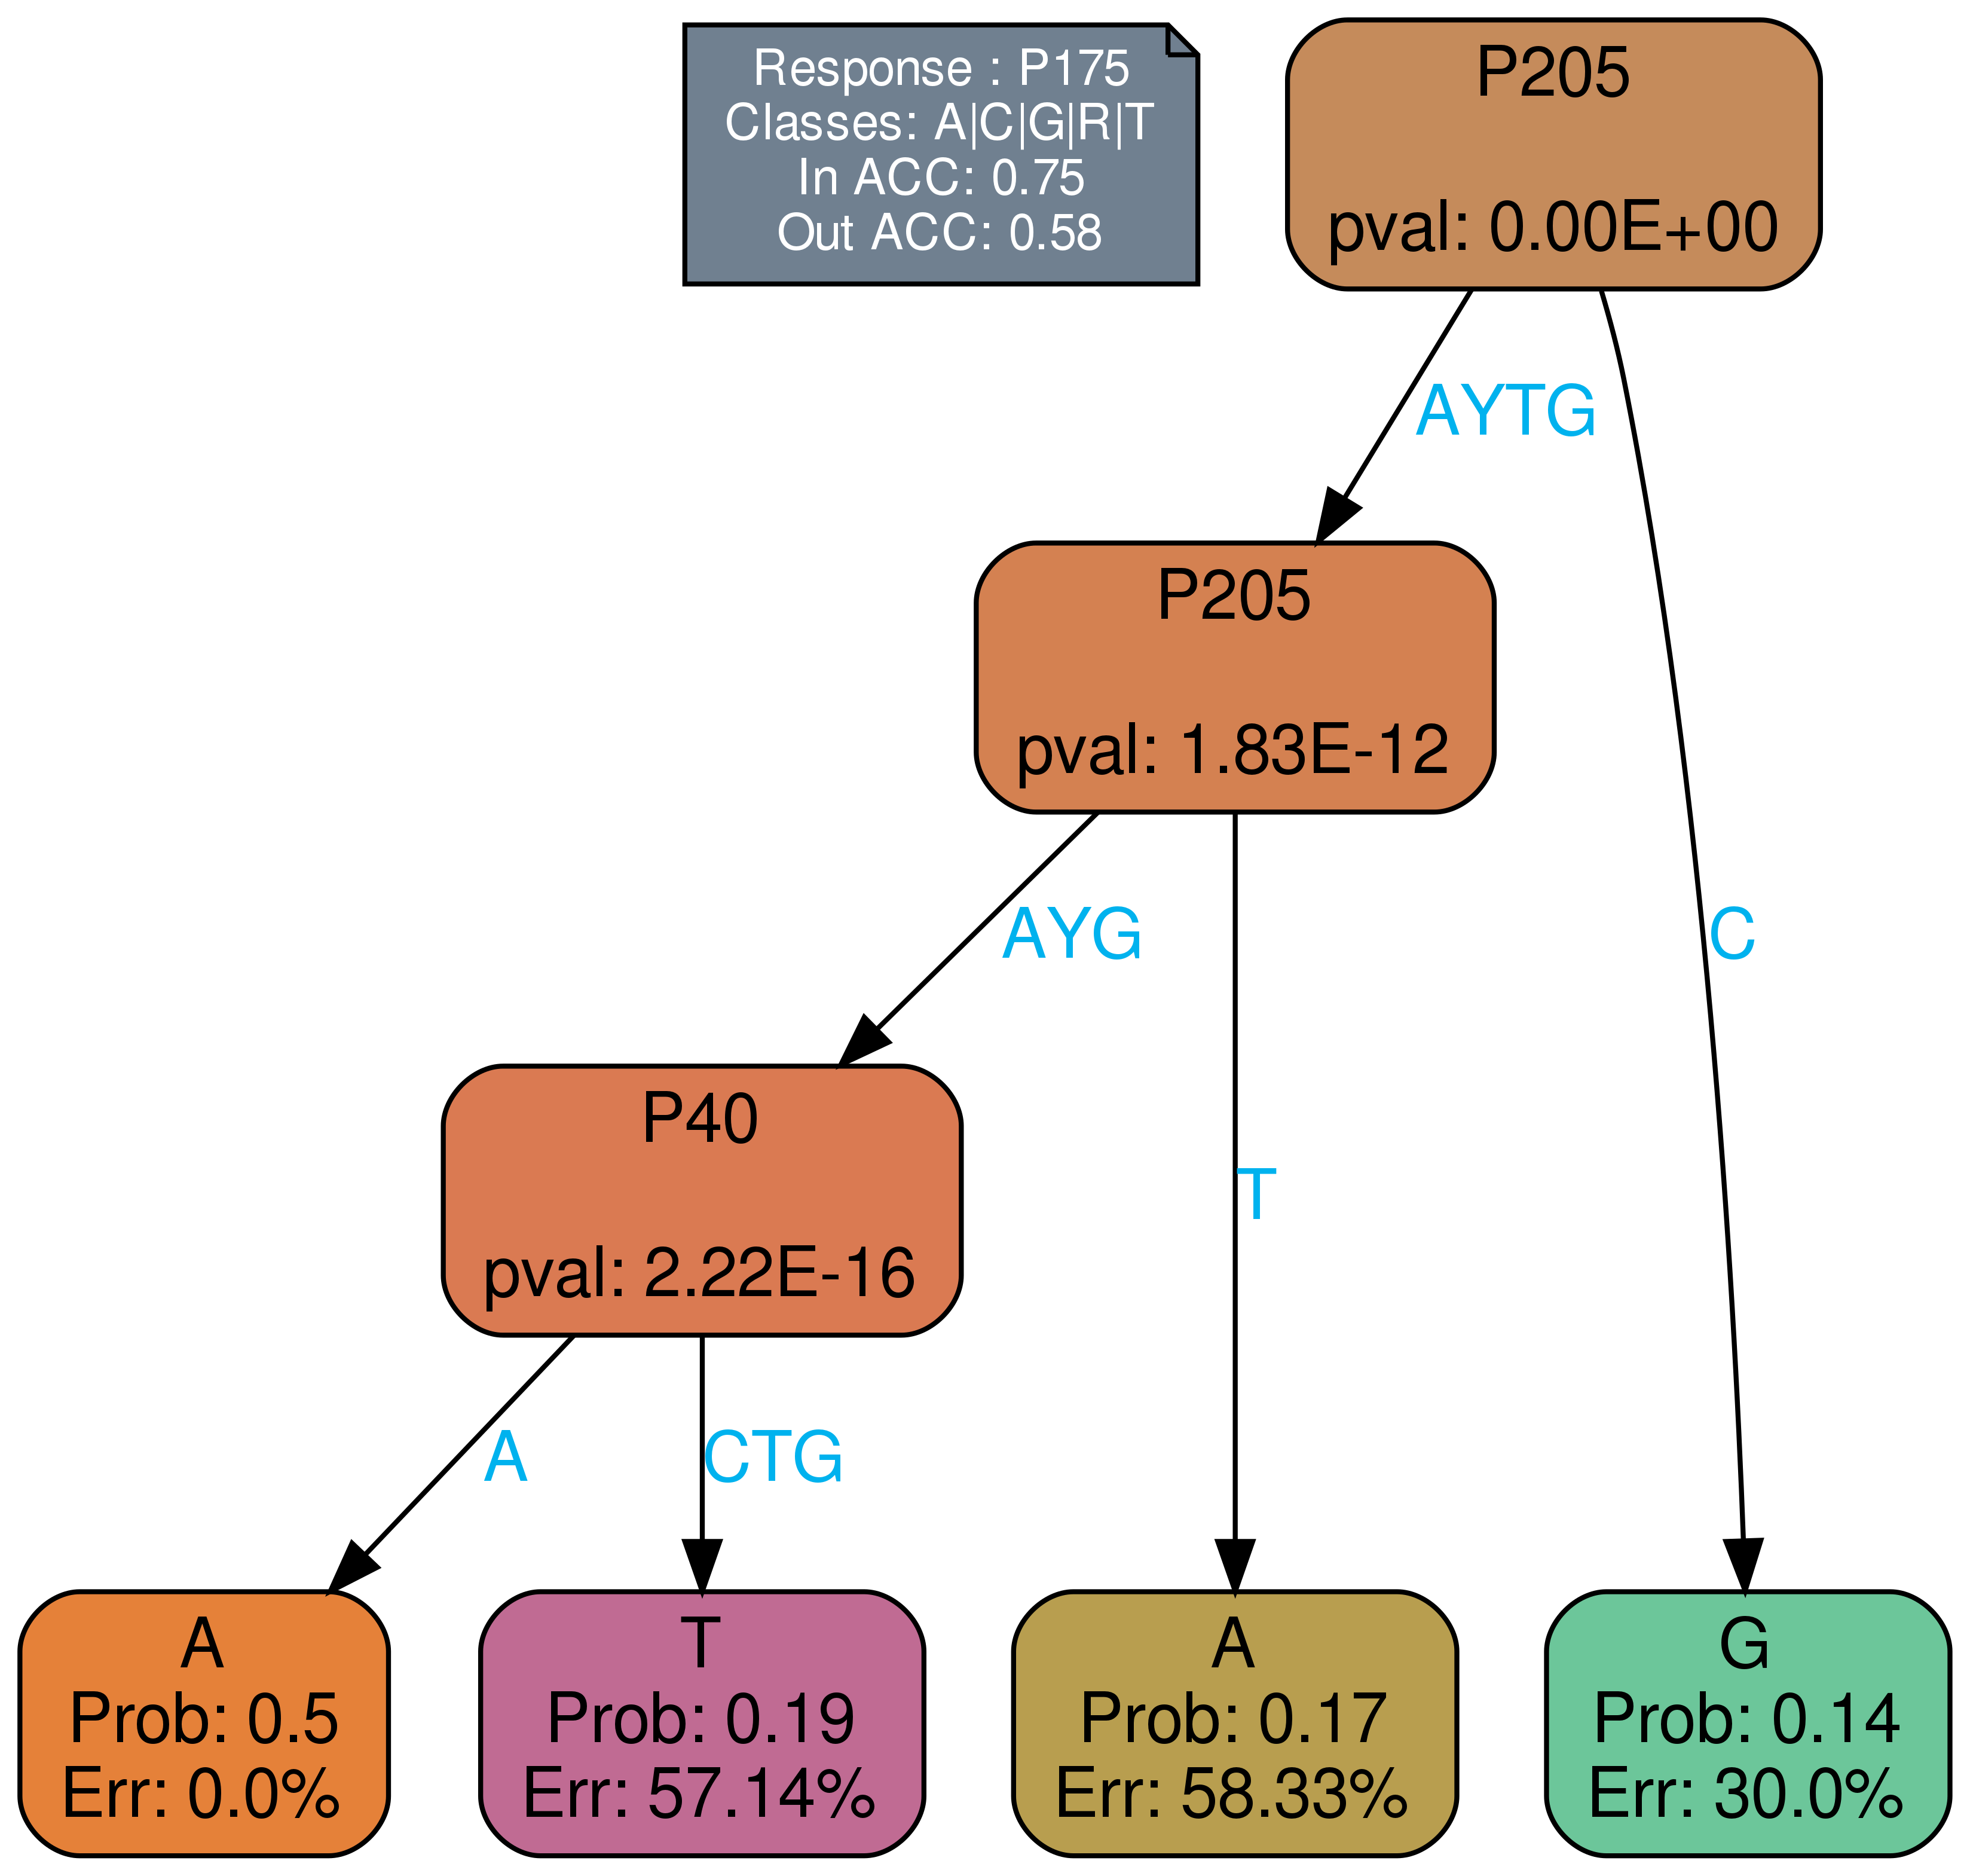 Response : P175
Classes: A|C|G|R|T
In ACC: 0.75
Out ACC: 0.58
P205
pval: 0.00E+00
AYTG
P205
pval: 1.83E-12
AYG
C
P40
pval: 2.22E-16
T
A
CTG
A
Prob: 0.5
Err: 0.0%
T
Prob: 0.19
Err: 57.14%
A
Prob: 0.17
Err: 58.33%
G
Prob: 0.14
Err: 30.0%